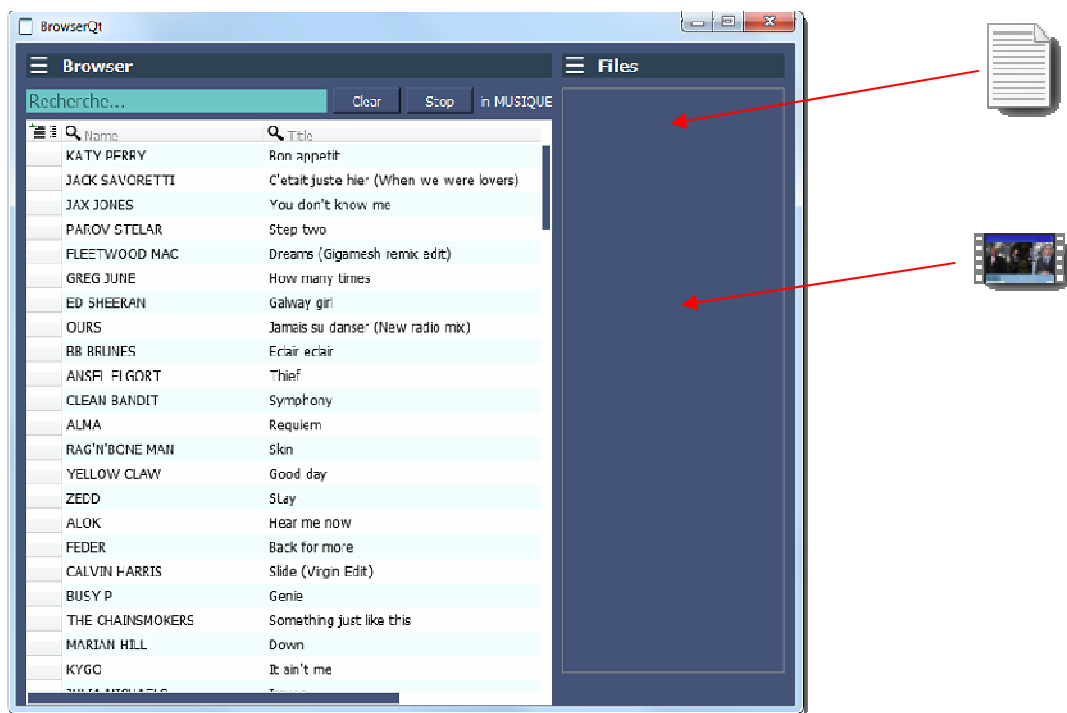 BrowserQt
Browser
Files
Recherche...
Clear
Stop
in MUSIQUE
Name
Title
KATY PERRY Bon appetit
JACK SAVORETTI C'etait juste hier (When we were lovers)
JAX JONES You don't know me
PAROV STELAR Step two
FLEETWOOD MAC Dreams (Gigamesh remix edit)
GREG JUNE How many times
ED SHEERAN Galway girl
OURS Jamais su danser (New radio mix)
BB BRUNES Eclair eclair
ANSEL ELGORT Thief
CLEAN BANDIT Symphony
ALMA Requiem
RAG'N'BONE MAN Skin
YELLOW CLAW Good day
ZEDD Stay
ALOK Hear me now
FEDER Back for more
CALVIN HARRIS Slide (Virgin Edit)
BUSY P Genie
THE CHAINSMOKERS Something just like this
MARIAN HILL Down
KYGO It ain't me